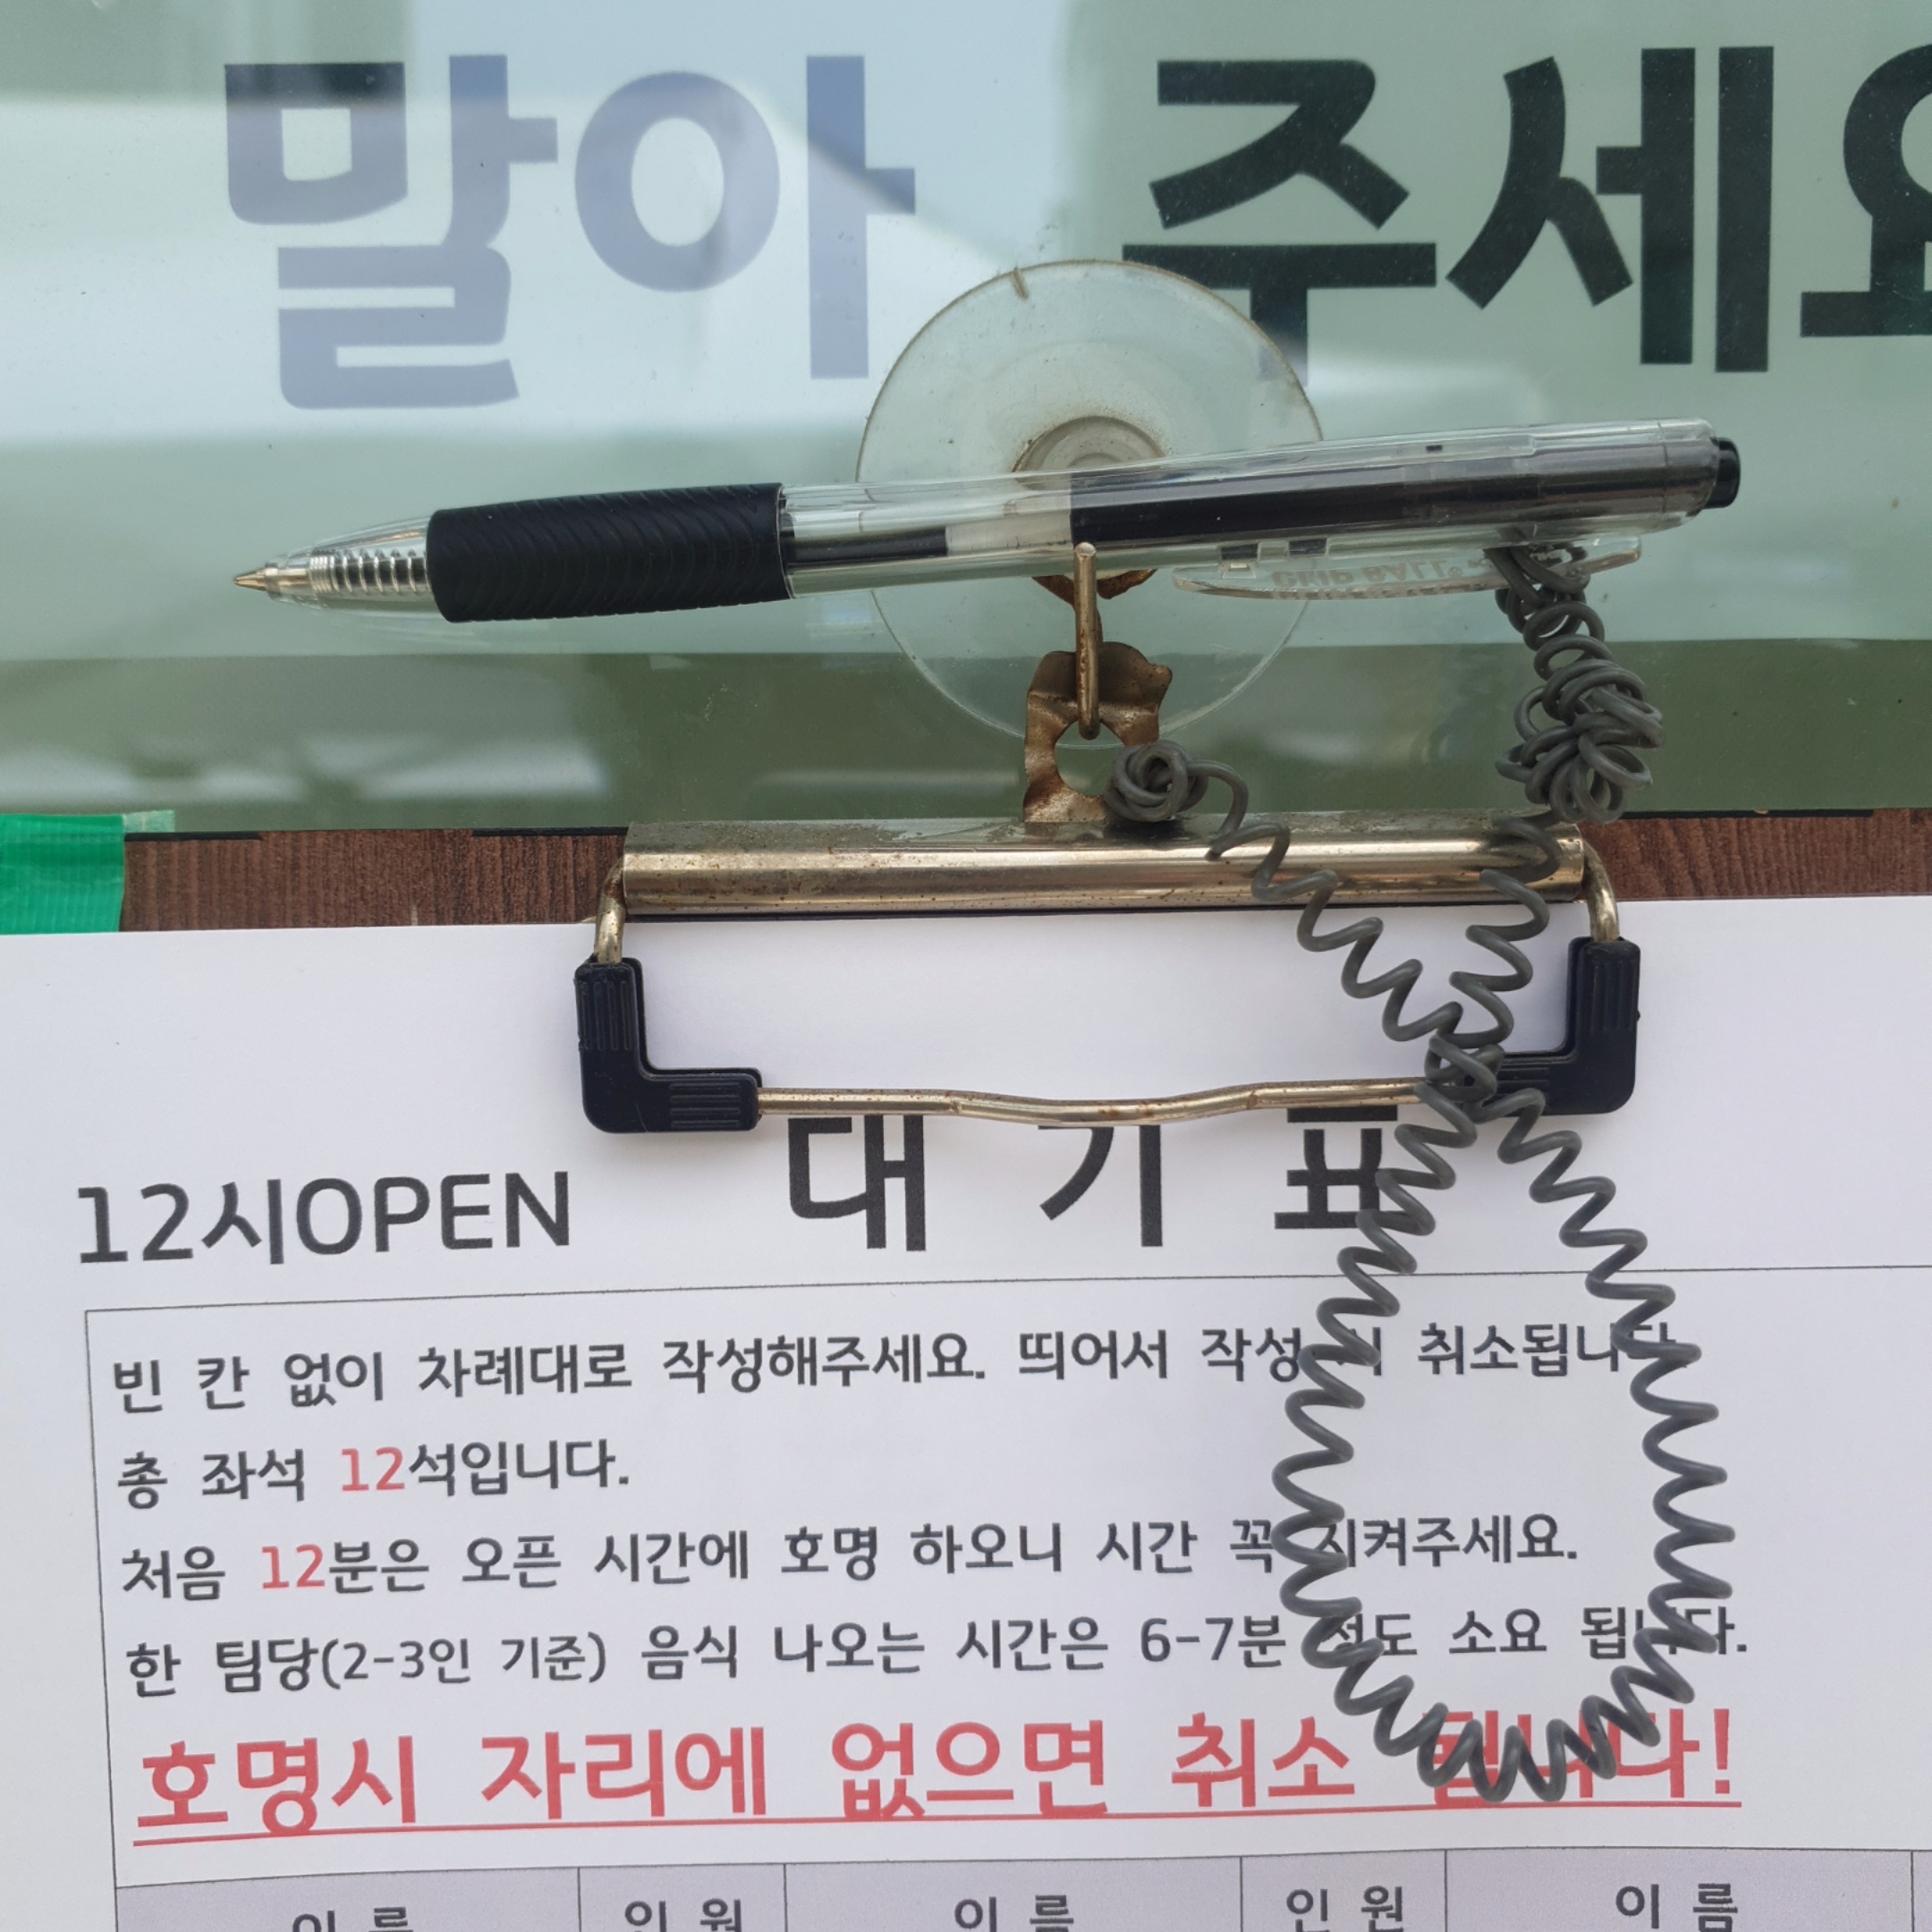 말아 주세요
12시OPEN 대 기 표
빈 칸 없이 차례대로 작성해주세요. 띄어서 작성 시 취소됩니다.
총 좌석 12석입니다.
처음 12분은 오픈 시간에 호명 하오니 시간 꼭 지켜주세요.
한 팀당(2-3인 기준) 음식 나오는 시간은 6-7분 정도 소요 됩니다.
호명시 자리에 없으면 취소 됩니다!
이 름 인 원 이 름 인 원 이 름